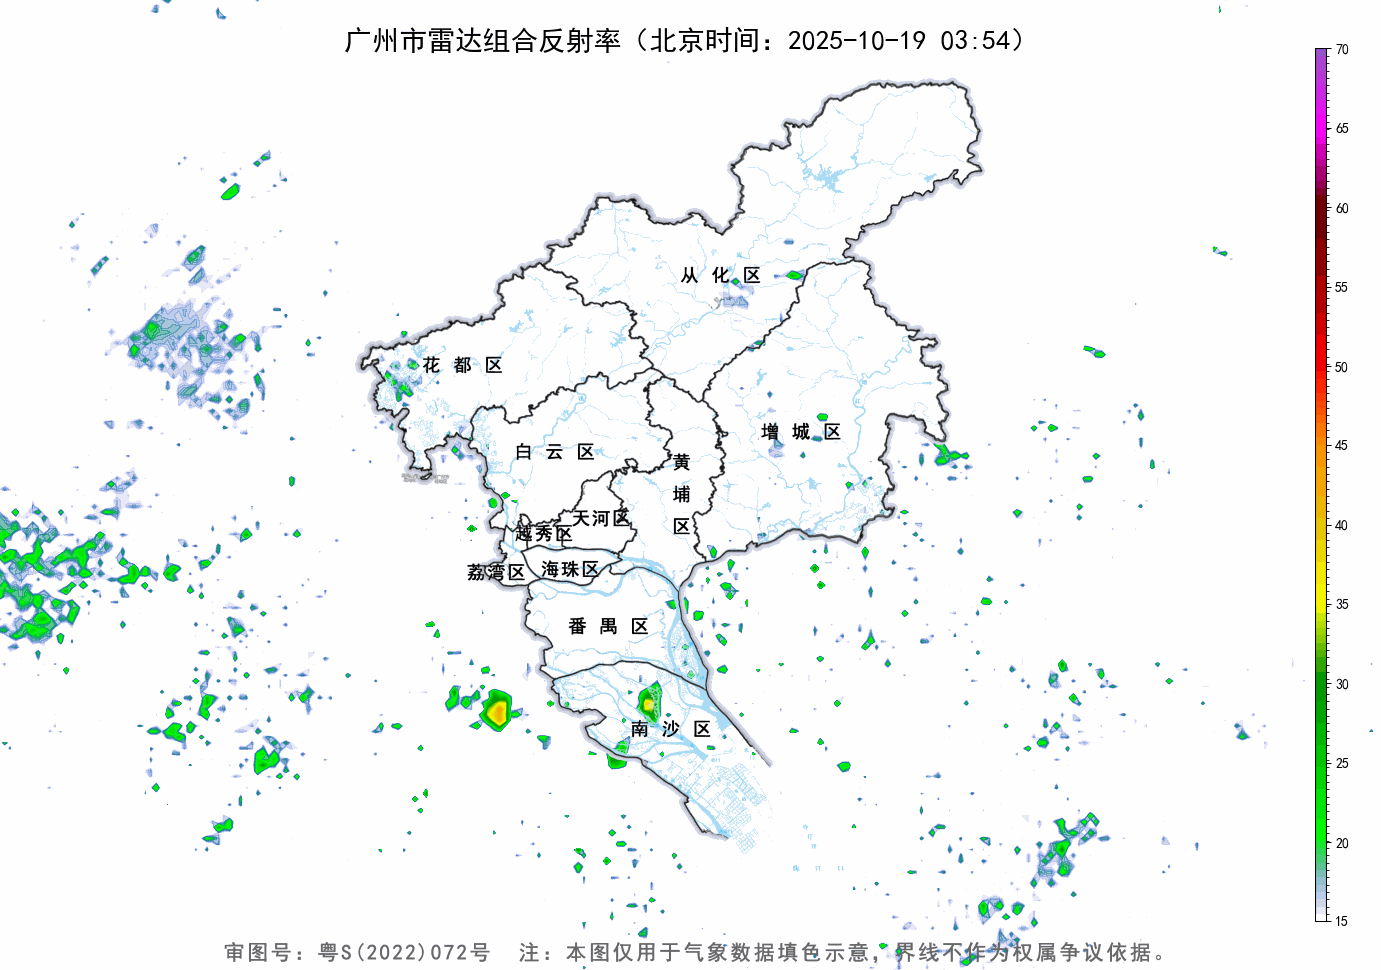 广州市雷达组合反射率（北京时间：2025-10-19 03:54）
70
65
60
55
50
45
40
35
30
25
20
15
从 化 区
花 都 区
增 城 区
白 云 区
黄
埔
区
天河区
越秀区
荔湾区
海珠区
番 禺 区
南 沙 区
审图号：粤S(2022)072号 注：本图仅用于气象数据填色示意，界线不作为权属争议依据。